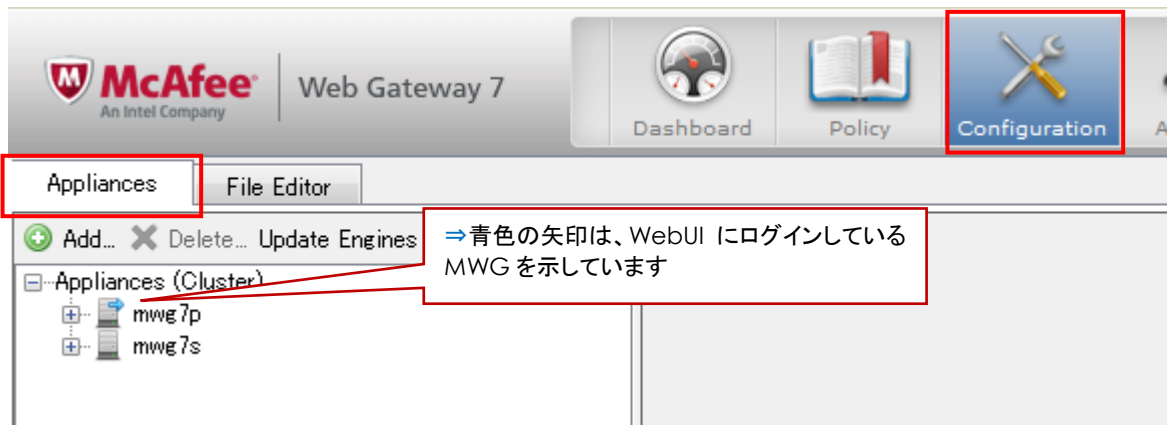 McAfee
An Intel Company
Web Gateway 7
Dashboard
Policy
Configuration
A
Appliances
File Editor
Add... Delete... Update Engines
⇒青色の矢印は、WebUI にログインしている
MWG を示しています
Appliances (Cluster)
mwg7p
mwg7s